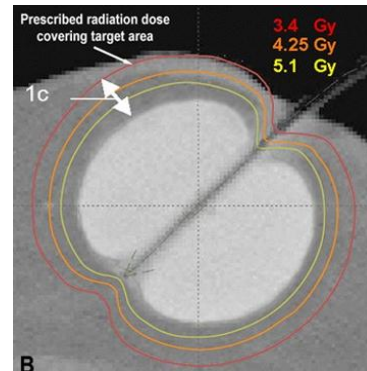 Prescribed radiation dose
covering target area
3.4 Gy
4.25 Gy
5.1 Gy
1c
B